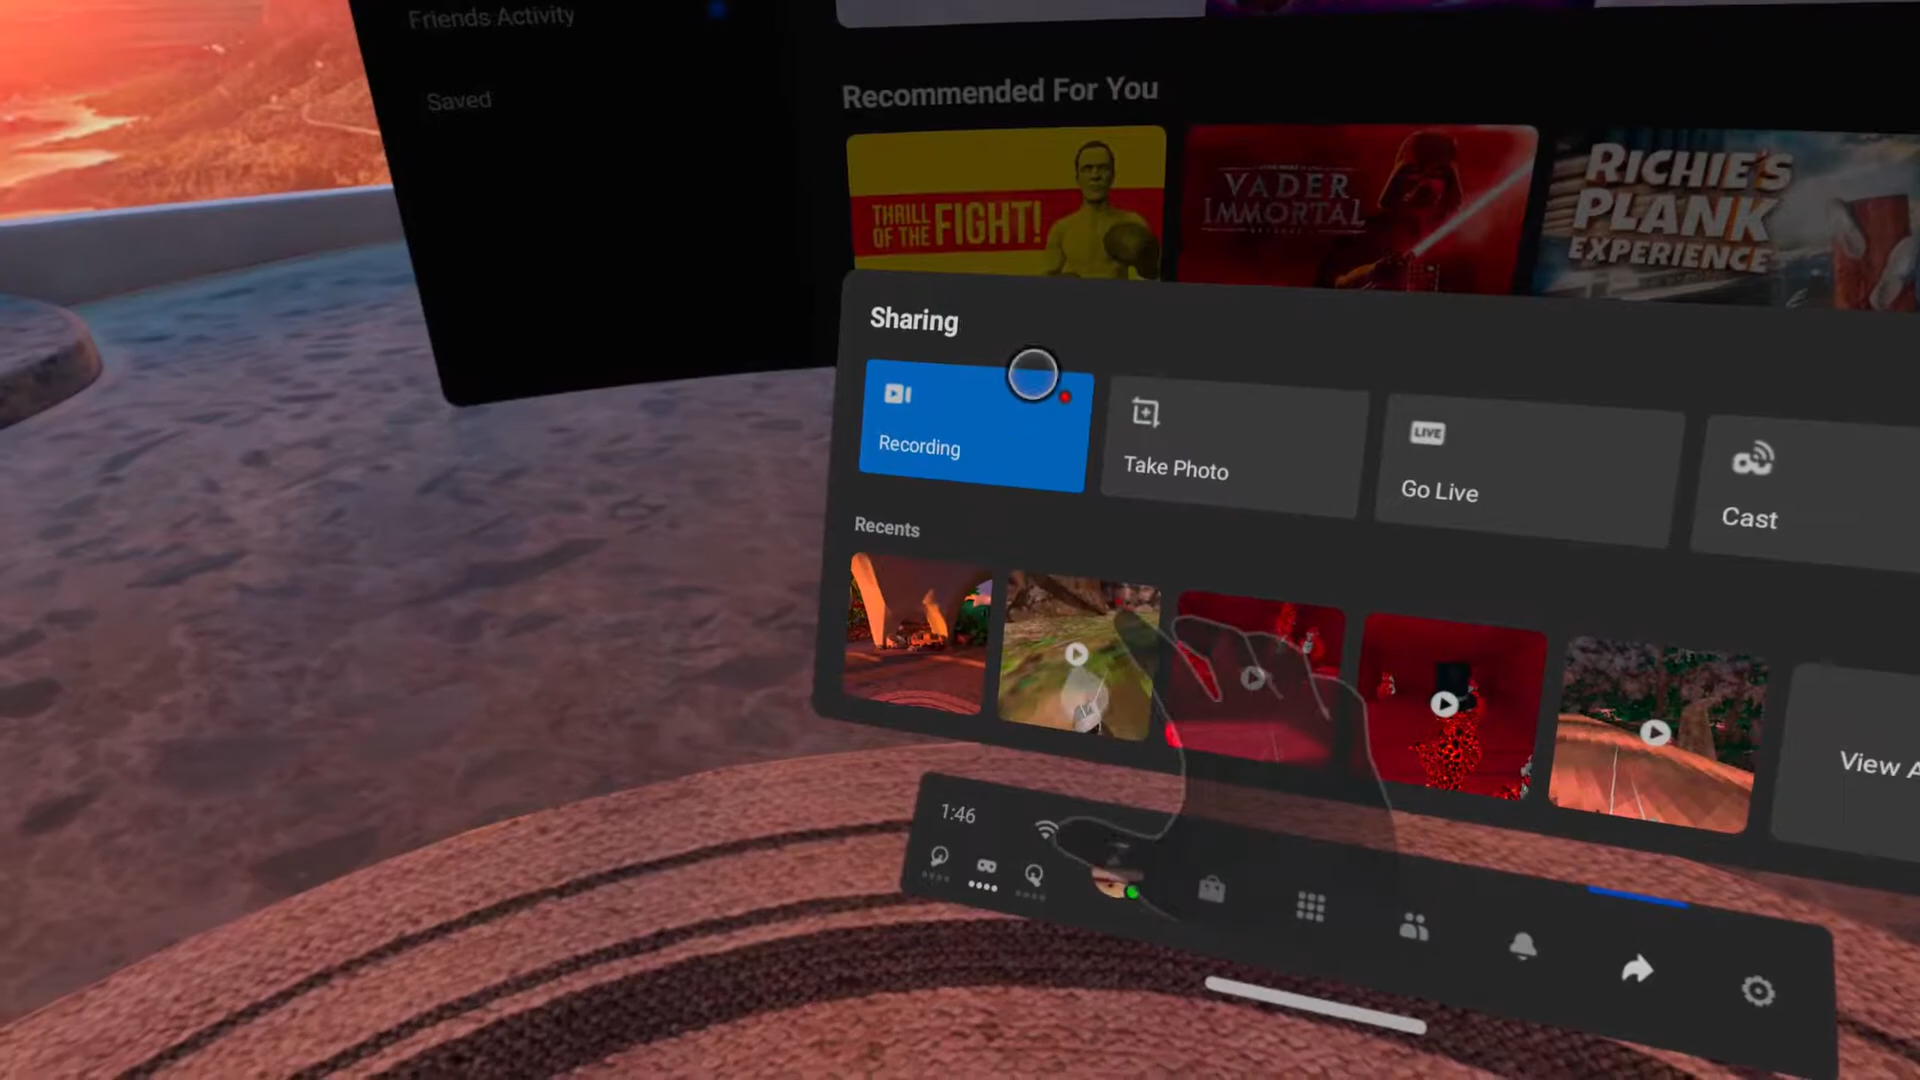 Friends Activity
Saved
Recommended For You
THRILL
OF THE FIGHT!
VADER
IMMORTAL
RICHIE'S
PLANK
EXPERIENCE
Sharing
Recording
Take Photo
LIVE
Go Live
Cast
Recents
View A
1:46